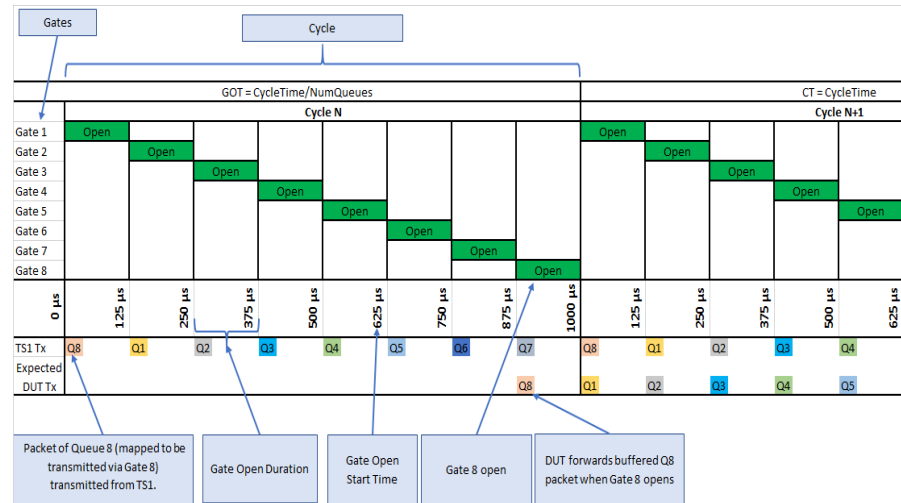 Gates
Cycle
GOT = CycleTime/NumQueues
CT = CycleTime
Cycle N
Cycle N+1
Gate 1
Open
Open
Gate 2
Open
Open
Gate 3
Open
Open
Gate 4
Open
Open
Gate 5
Open
Open
Gate 6
Open
Gate 7
Open
Gate 8
Open
0 µs
125 µs
250 µs
375 µs
500 µs
625 µs
750 µs
875 µs
1000 µs
125 µs
250 µs
375 µs
500 µs
625 µs
TS1 Tx
Q8
Q1
Q2
Q3
Q4
Q5
Q6
Q7
Q8
Q1
Q2
Q3
Q4
Expected
DUT Tx
Q8
Q1
Q2
Q3
Q4
Q5
Packet of Queue 8 (mapped to be
transmitted via Gate 8)
transmitted from TS1.
Gate Open Duration
Gate Open
Start Time
Gate 8 open
DUT forwards buffered Q8
packet when Gate 8 opens